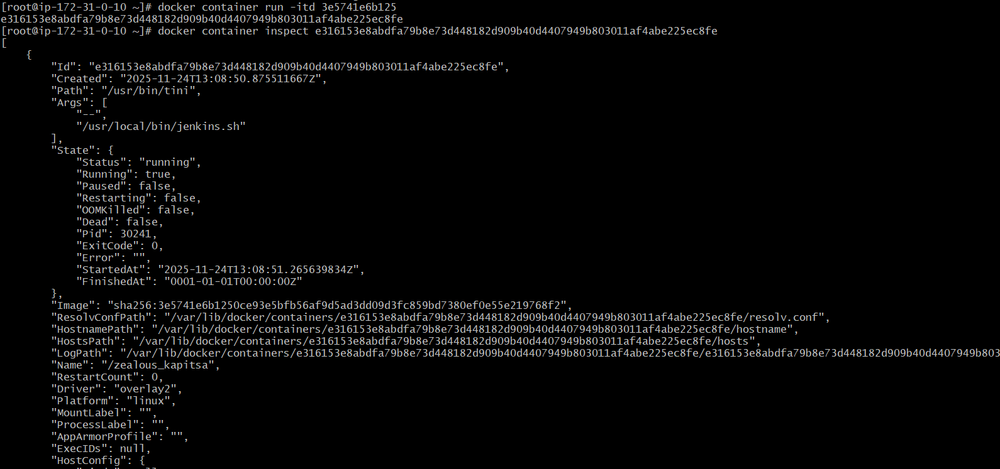 [root@ip-172-31-0-10 ~]# docker container run -itd 3e5741e6b125
e316153e8abdfa79b8e73d448182d909b40d4407949b803011af4abe225ec8fe
[root@ip-172-31-0-10 ~]# docker container inspect e316153e8abdfa79b8e73d448182d909b40d4407949b803011af4abe225ec8fe
[
    {
        "Id": "e316153e8abdfa79b8e73d448182d909b40d4407949b803011af4abe225ec8fe",
        "Created": "2025-11-24T13:08:50.875511667Z",
        "Path": "/usr/bin/tini",
        "Args": [
            "--",
            "/usr/local/bin/jenkins.sh"
        ],
        "State": {
            "Status": "running",
            "Running": true,
            "Paused": false,
            "Restarting": false,
            "OOMKilled": false,
            "Dead": false,
            "Pid": 30241,
            "ExitCode": 0,
            "Error": "",
            "StartedAt": "2025-11-24T13:08:51.265639834Z",
            "FinishedAt": "0001-01-01T00:00:00Z"
        },
        "Image": "sha256:3e5741e6b1250ce93e5bfb56af9d5ad3dd09d3fc859bd7380ef0e55e219768f2",
        "ResolvConfPath": "/var/lib/docker/containers/e316153e8abdfa79b8e73d448182d909b40d4407949b803011af4abe225ec8fe/resolv.conf",
        "HostnamePath": "/var/lib/docker/containers/e316153e8abdfa79b8e73d448182d909b40d4407949b803011af4abe225ec8fe/hostname",
        "HostsPath": "/var/lib/docker/containers/e316153e8abdfa79b8e73d448182d909b40d4407949b803011af4abe225ec8fe/hosts",
        "LogPath": "/var/lib/docker/containers/e316153e8abdfa79b8e73d448182d909b40d4407949b803011af4abe225ec8fe/e316153e8abdfa79b8e73d448182d909b40d4407949b803
        "Name": "/zealous_kapitsa",
        "RestartCount": 0,
        "Driver": "overlay2",
        "Platform": "linux",
        "MountLabel": "",
        "ProcessLabel": "",
        "AppArmorProfile": "",
        "ExecIDs": null,
        "HostConfig": {